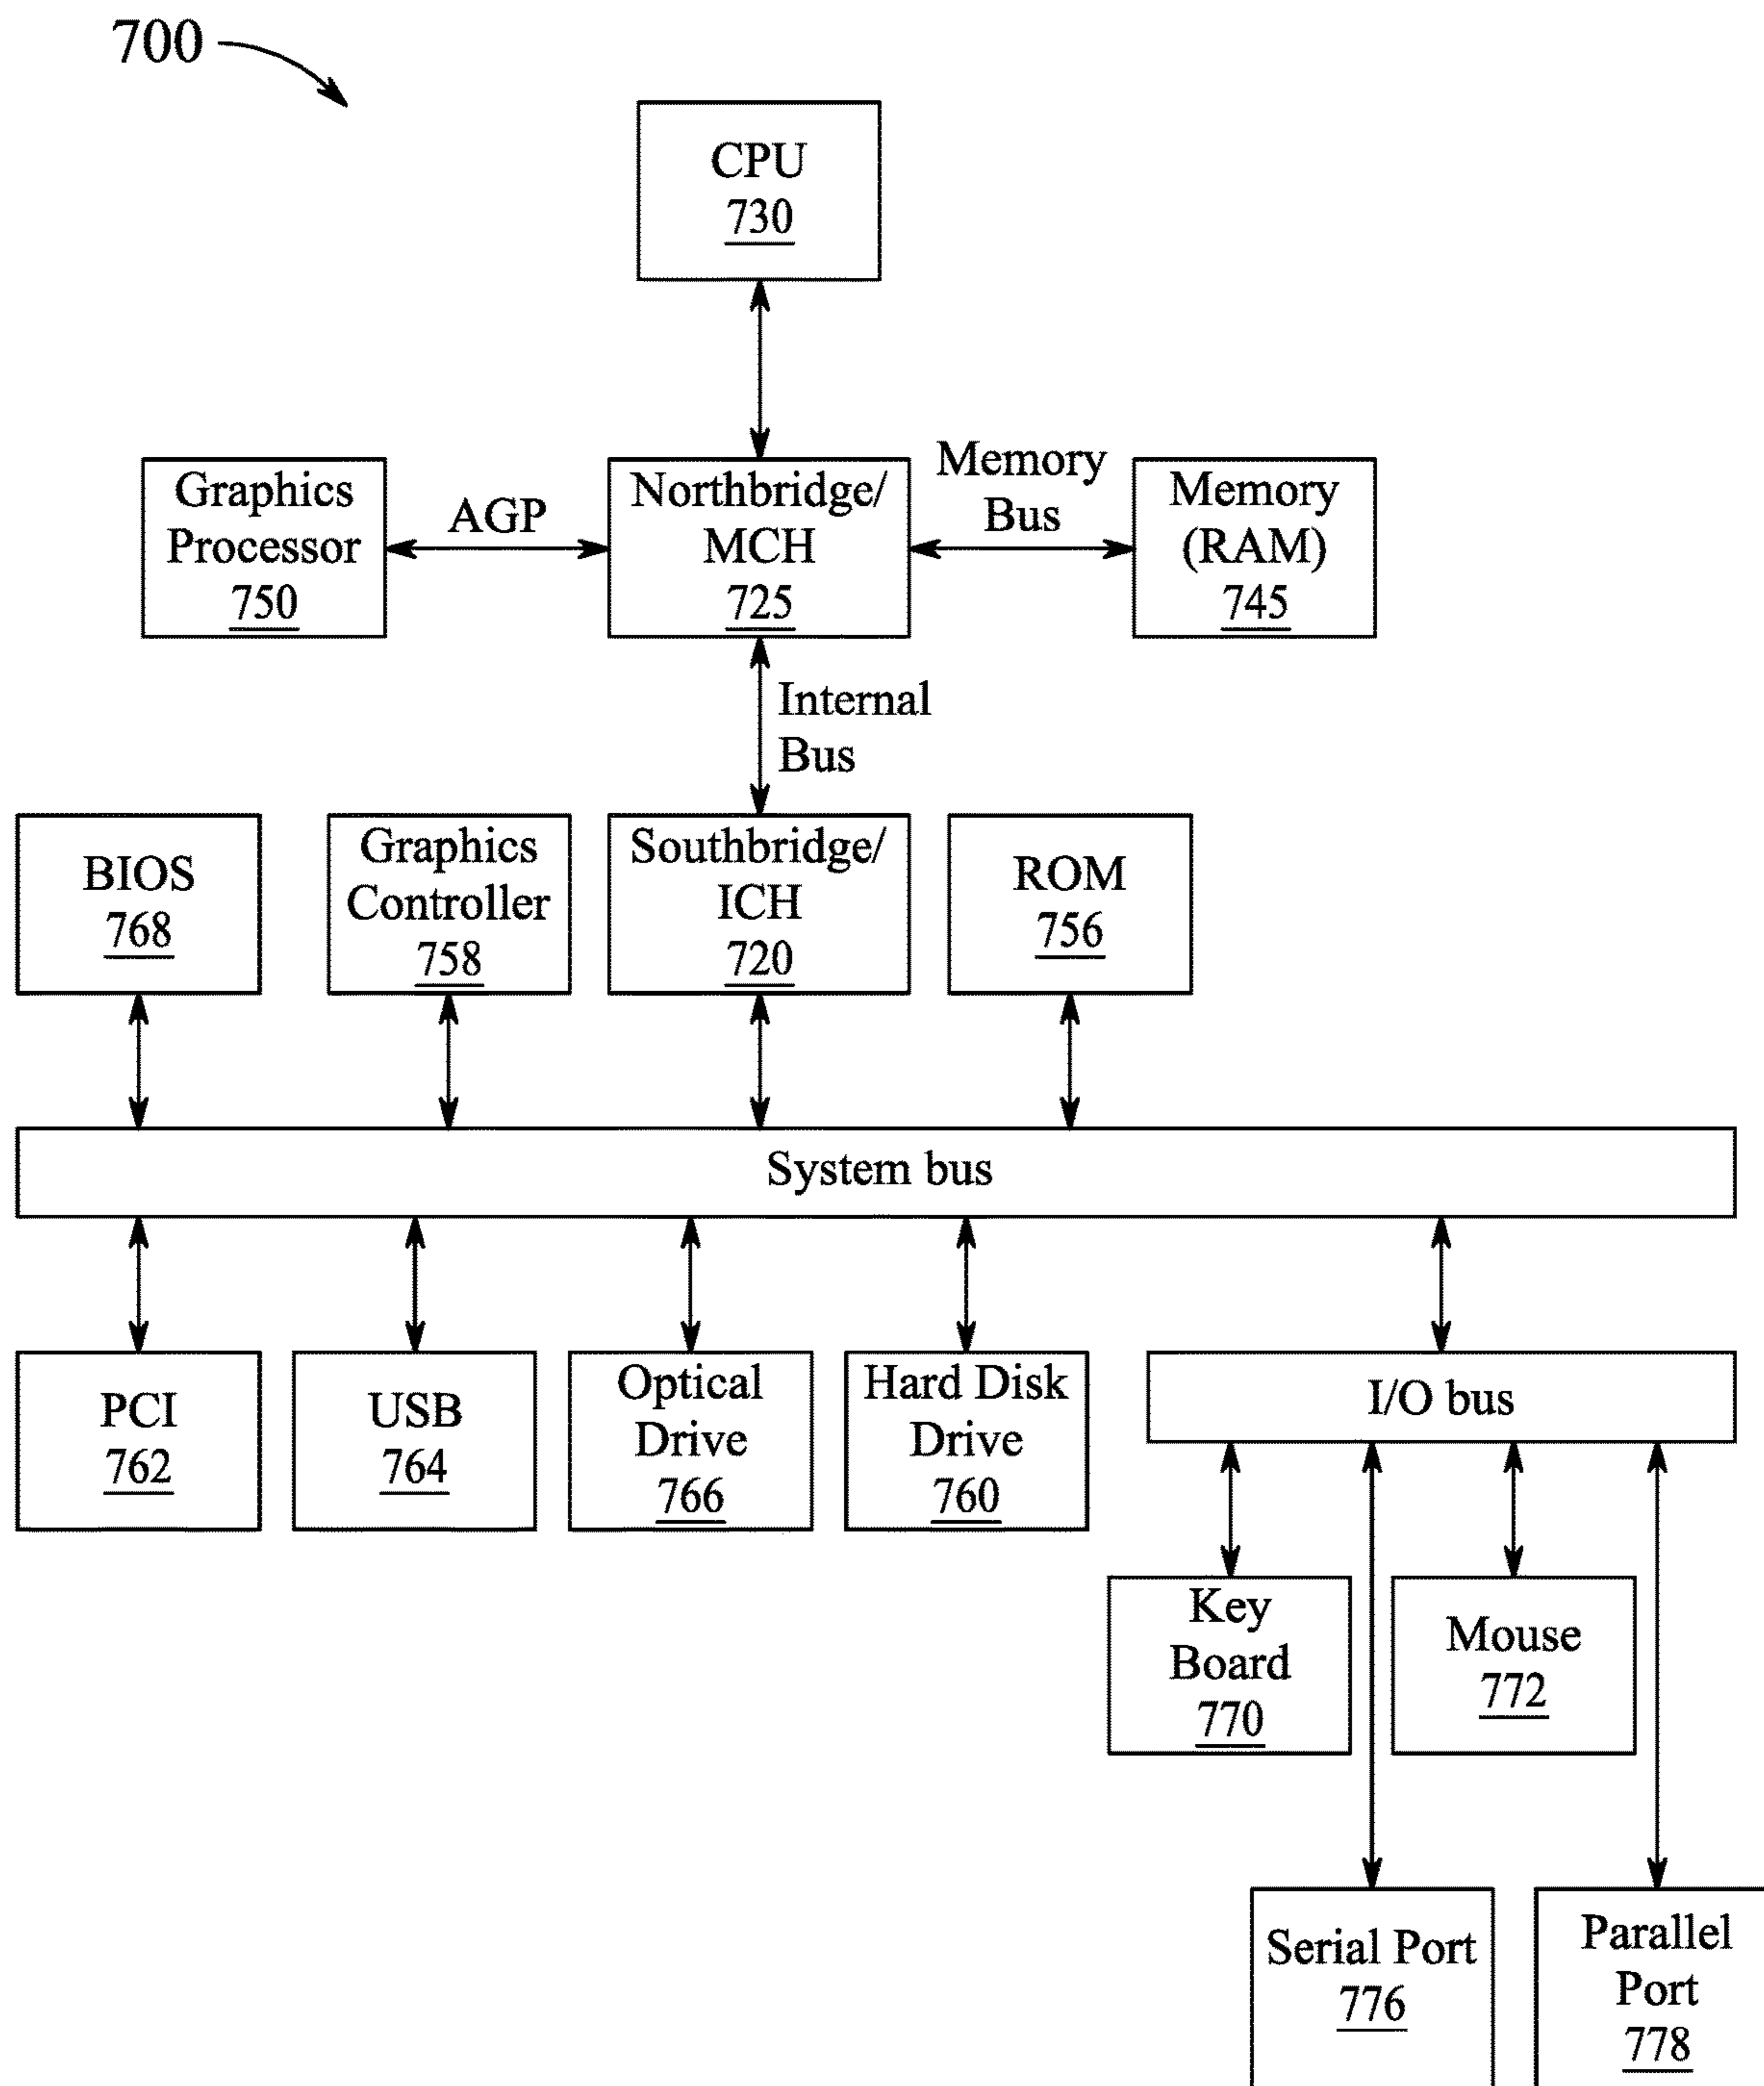 700
CPU
730
Graphics
Processor
750
AGP
Northbridge/
MCH
725
Memory
Bus
Memory
(RAM)
745
Internal
Bus
BIOS
768
Graphics
Controller
758
Southbridge/
ICH
720
ROM
756
System bus
PCI
762
USB
764
Optical
Drive
766
Hard Disk
Drive
760
I/O bus
Key
Board
770
Mouse
772
Serial Port
776
Parallel
Port
778